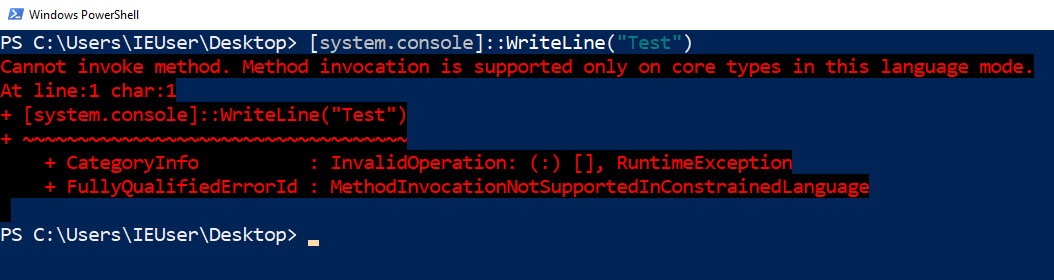 Windows PowerShell
PS C:\Users\IEUser\Desktop> [system.console]::WriteLine("Test")
Cannot invoke method. Method invocation is supported only on core types in this language mode.
At line:1 char:1
+ [system.console]::WriteLine("Test")
+ ~~~~~~~~~~~~~~~~~~~~~~~~~~~~~~~~~~~
    + CategoryInfo          : InvalidOperation: (:) [], RuntimeException
    + FullyQualifiedErrorId : MethodInvocationNotSupportedInConstrainedLanguage
PS C:\Users\IEUser\Desktop>